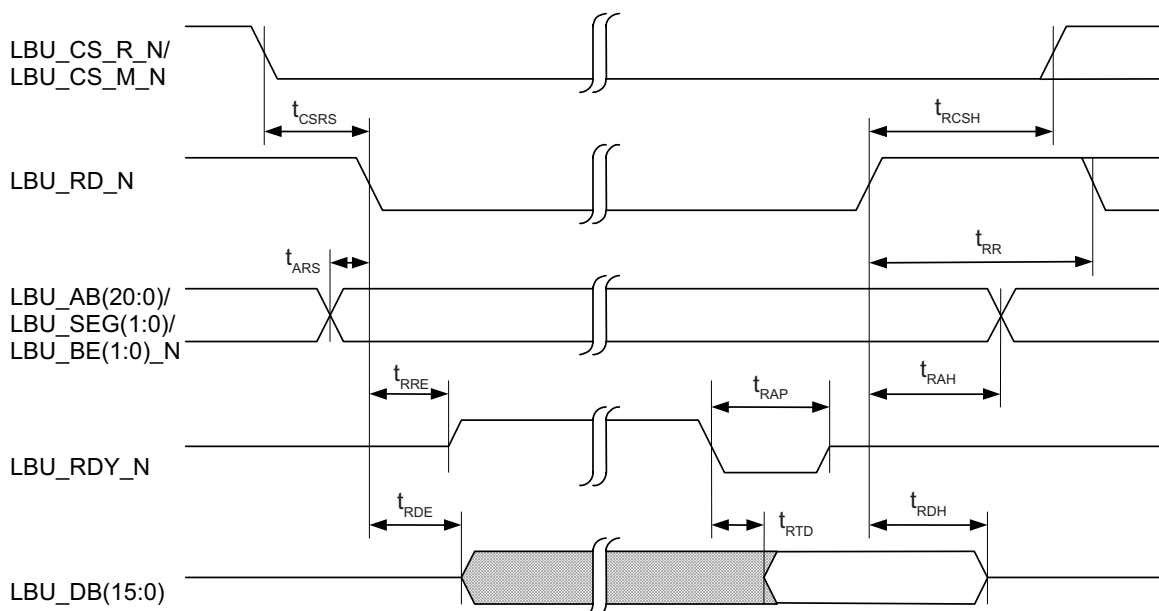 LBU_CS_R_N/
LBU_CS_M_N
tCSRS
tRCSH
LBU_RD_N
tARS
tRR
LBU_AB(20:0)/
LBU_SEG(1:0)/
LBU_BE(1:0)_N
tRRE
tRAP
tRAH
LBU_RDY_N
tRDE
tRTD
tRDH
LBU_DB(15:0)